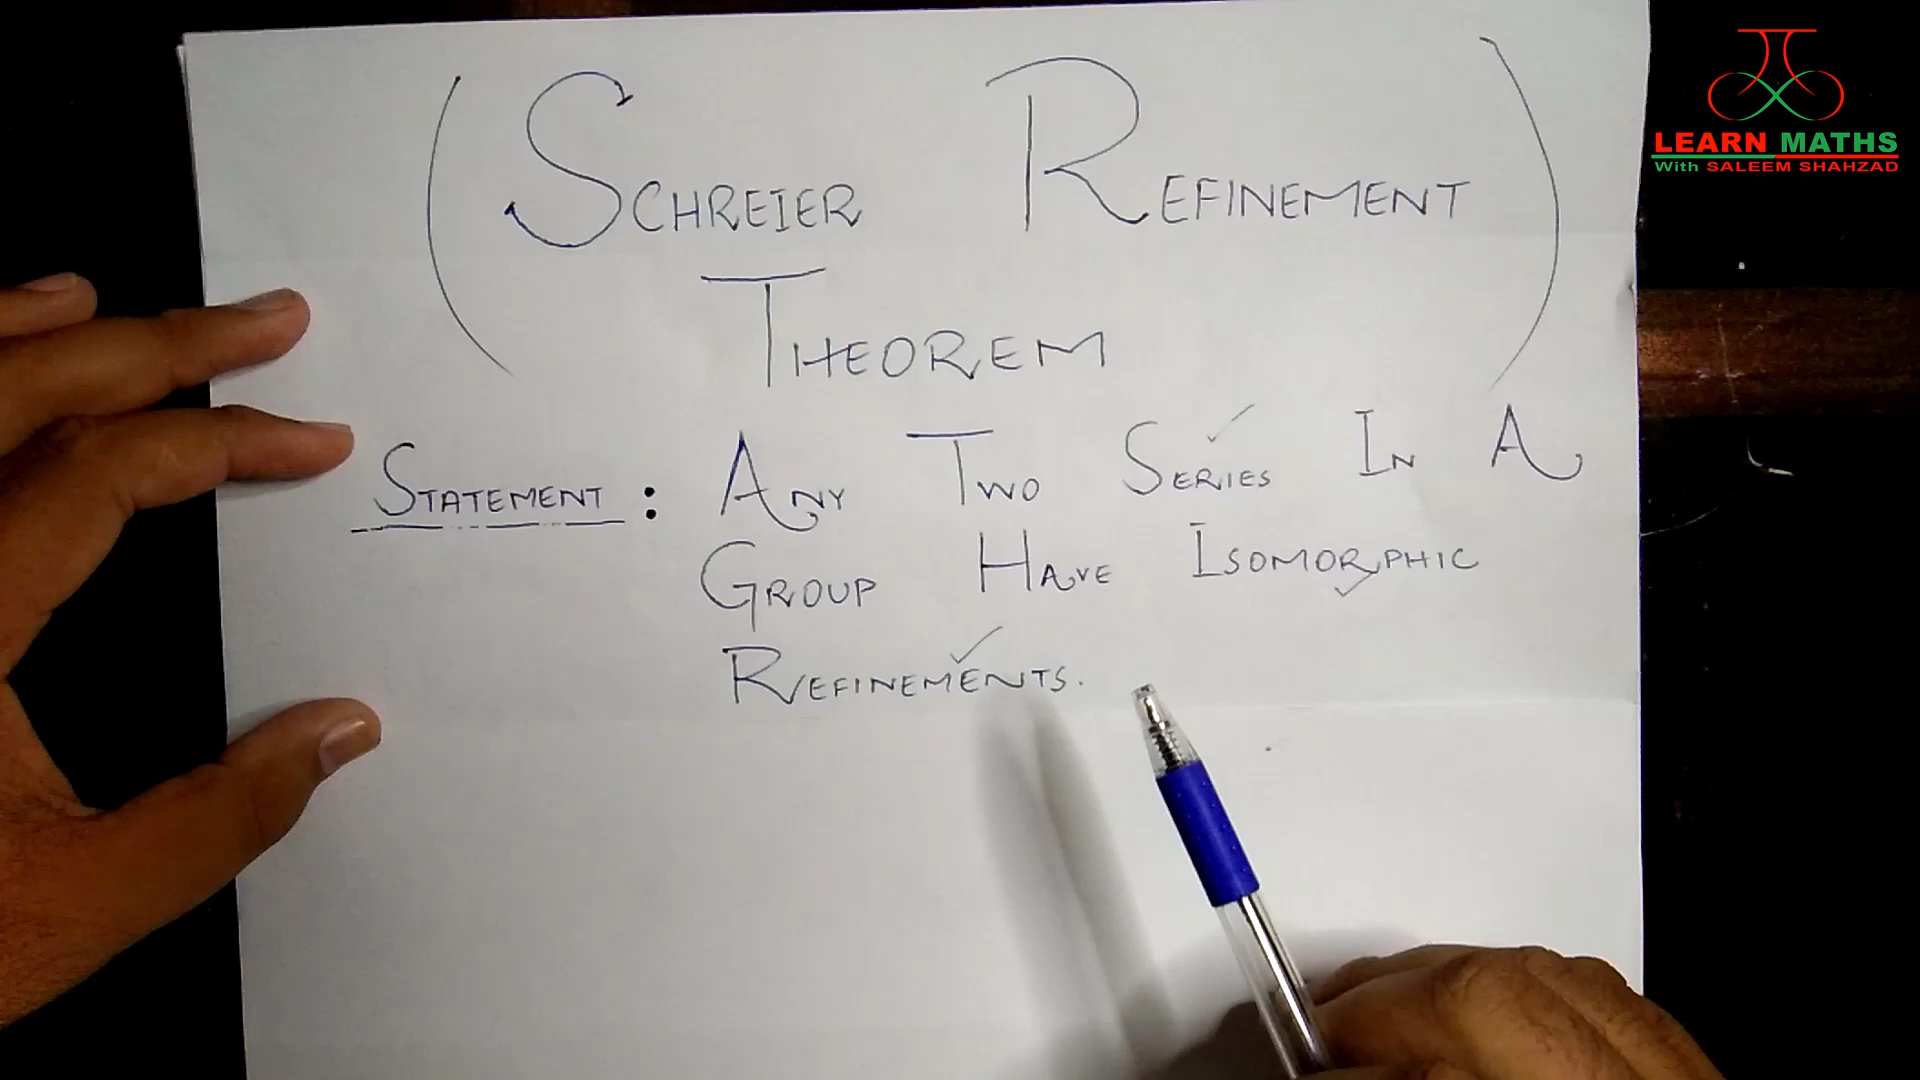 (SCHREIER REFINEMENT
THEOREM)
STATEMENT: ANY TWO SERIES IN A
GROUP HAVE ISOMORPHIC
REFINEMENTS.
LEARN MATHS
With SALEEM SHAHZAD